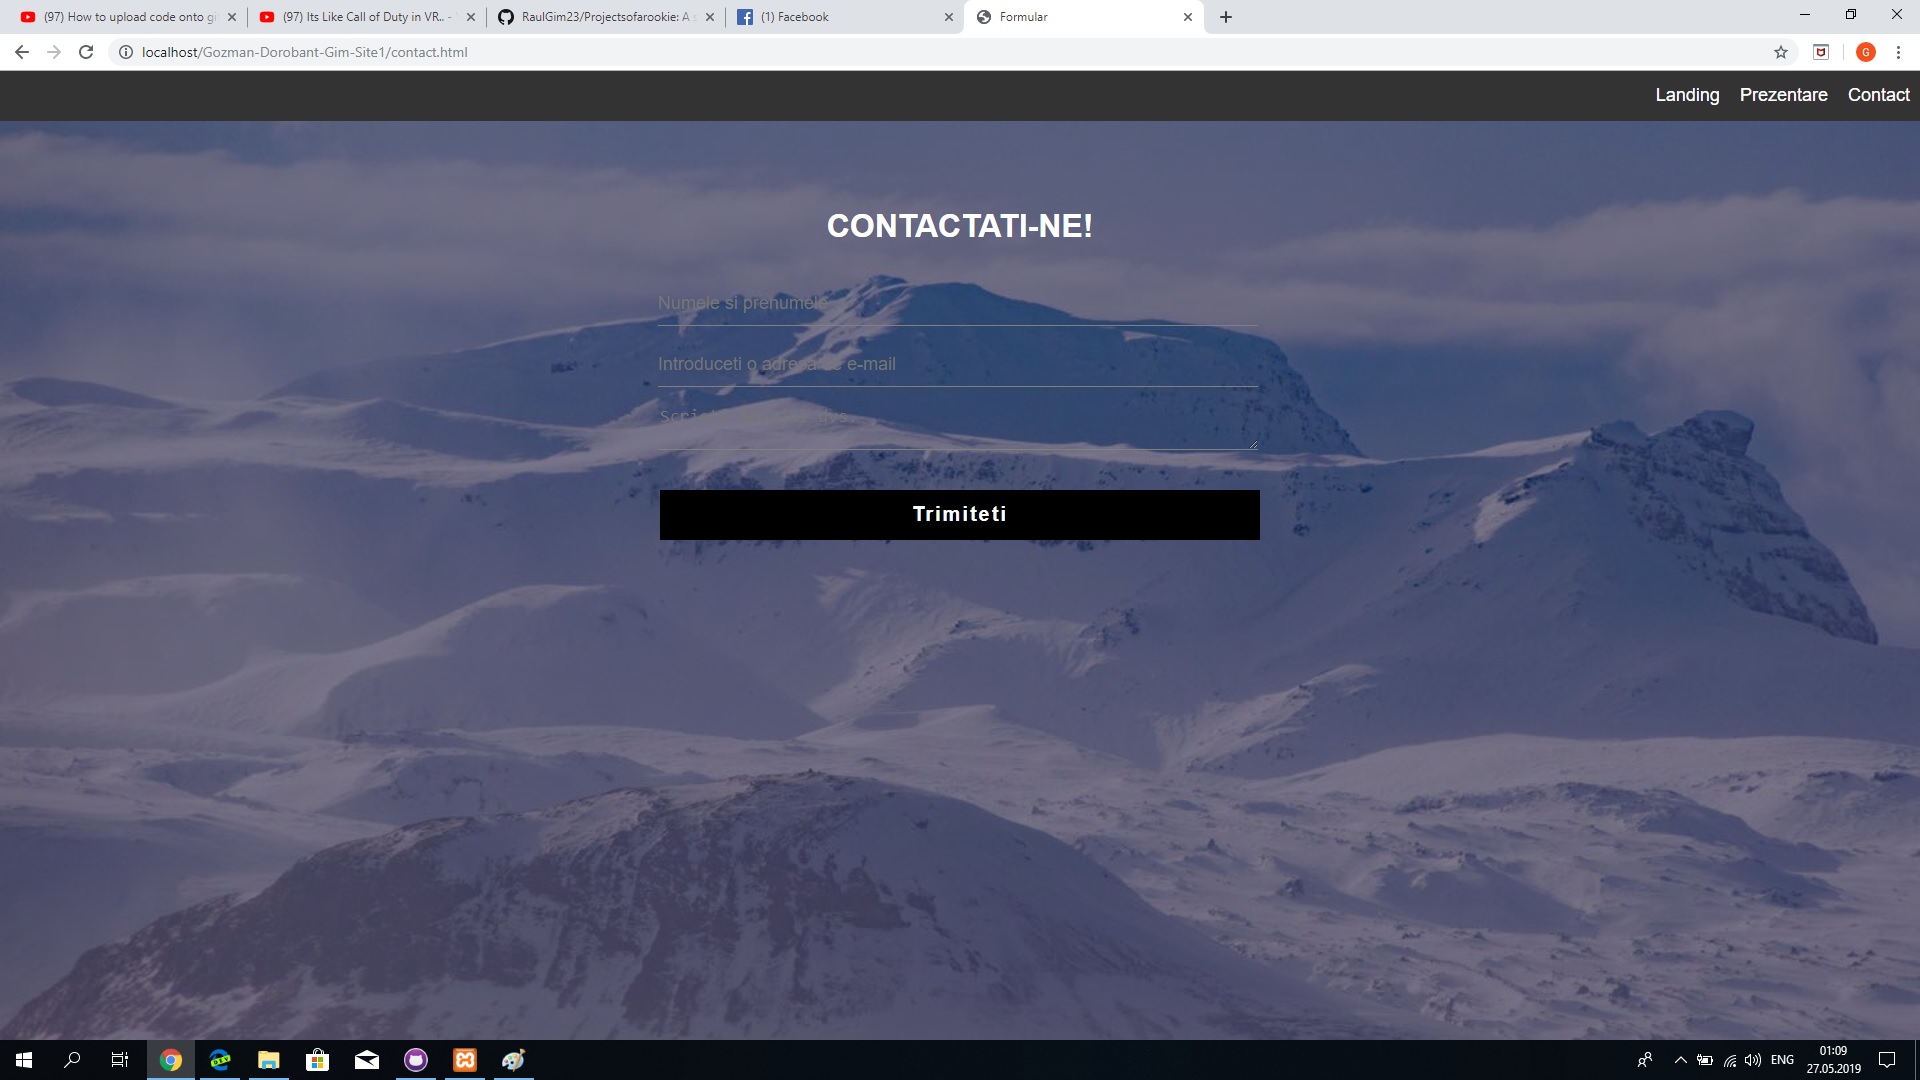 (97) How to upload code onto gi
(97) Its Like Call of Duty in VR.. -
RaulGim23/Projectsofarookie: A s
(1) Facebook
Formular
localhost/Gozman-Dorobant-Gim-Site1/contact.html
G
Landing Prezentare Contact
CONTACTATI-NE!
Numele si prenumele
Introduceti o adresa de e-mail
Trimiteti
DEV
ENG
01:09
27.05.2019